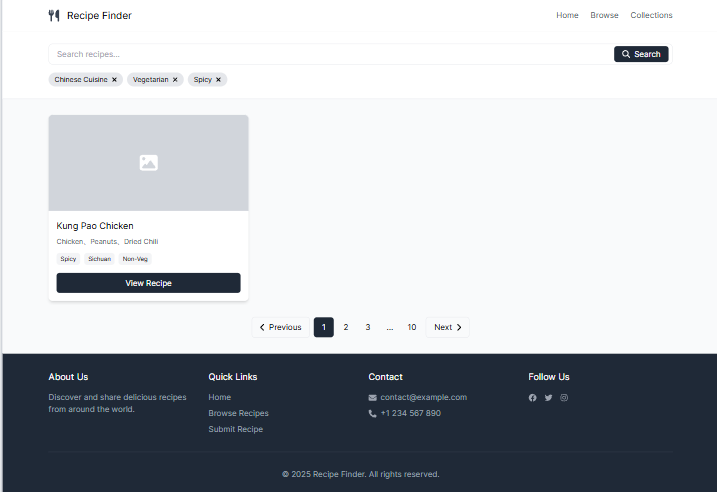 Recipe Finder
Home Browse Collections
Search recipes...
Search
Chinese Cuisine × Vegetarian × Spicy ×
Kung Pao Chicken
Chicken、Peanuts、Dried Chili
Spicy Sichuan Non-Veg
View Recipe
Previous 1 2 3 ... 10 Next
About Us Quick Links Contact Follow Us
Discover and share delicious recipes Home contact@example.com
from around the world. Browse Recipes +1 234 567 890
Submit Recipe
© 2025 Recipe Finder. All rights reserved.